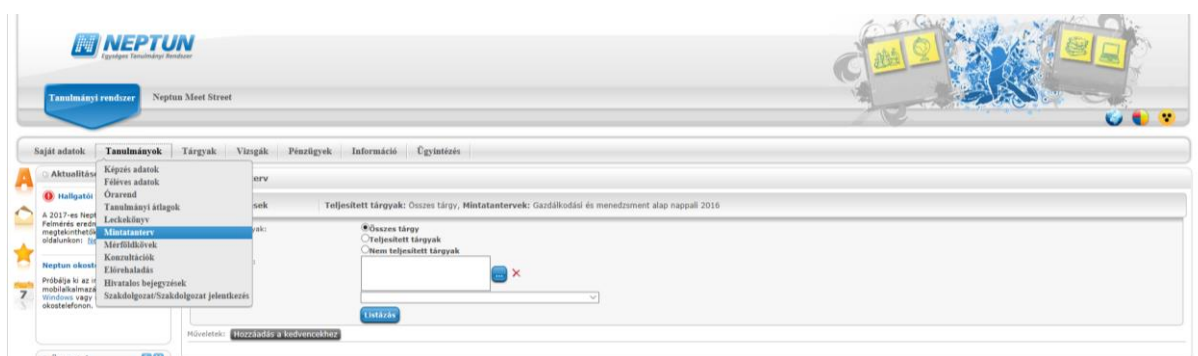 NEPTUN
Egységes Tanulmányi Rendszer
Tanulmányi rendszer Neptun Meet Street
Saját adatok Tanulmányok Tárgyak Vizsgák Pénzügyek Információ Ügyintézés
Képzés adatok
Féléves adatok
Órarend
Tanulmányi átlagok
Leckekönyv
Mintatanterv
Mérföldkövek
Konzultációk
Előrehaladás
Hivatalos bejegyzések
Szakdolgozat/Szakdolgozat jelentkezés
Aktualitás
Hallgatói
A 2017-es Nept
Felmérés eredm
megtekinthetők
oldalunkon:
Neptun okost
Próbálja ki az
mobilalkalmazá
Windows vagy
okostelefonon.
7
erv
sek Teljesített tárgyak: Összes tárgy, Mintatantervek: Gazdálkodási és menedzsment alap nappali 2016
yak: Összes tárgy
Teljesített tárgyak
Nem teljesített tárgyak
...
Listázás
Műveletek: Hozzáadás a kedvencekhez